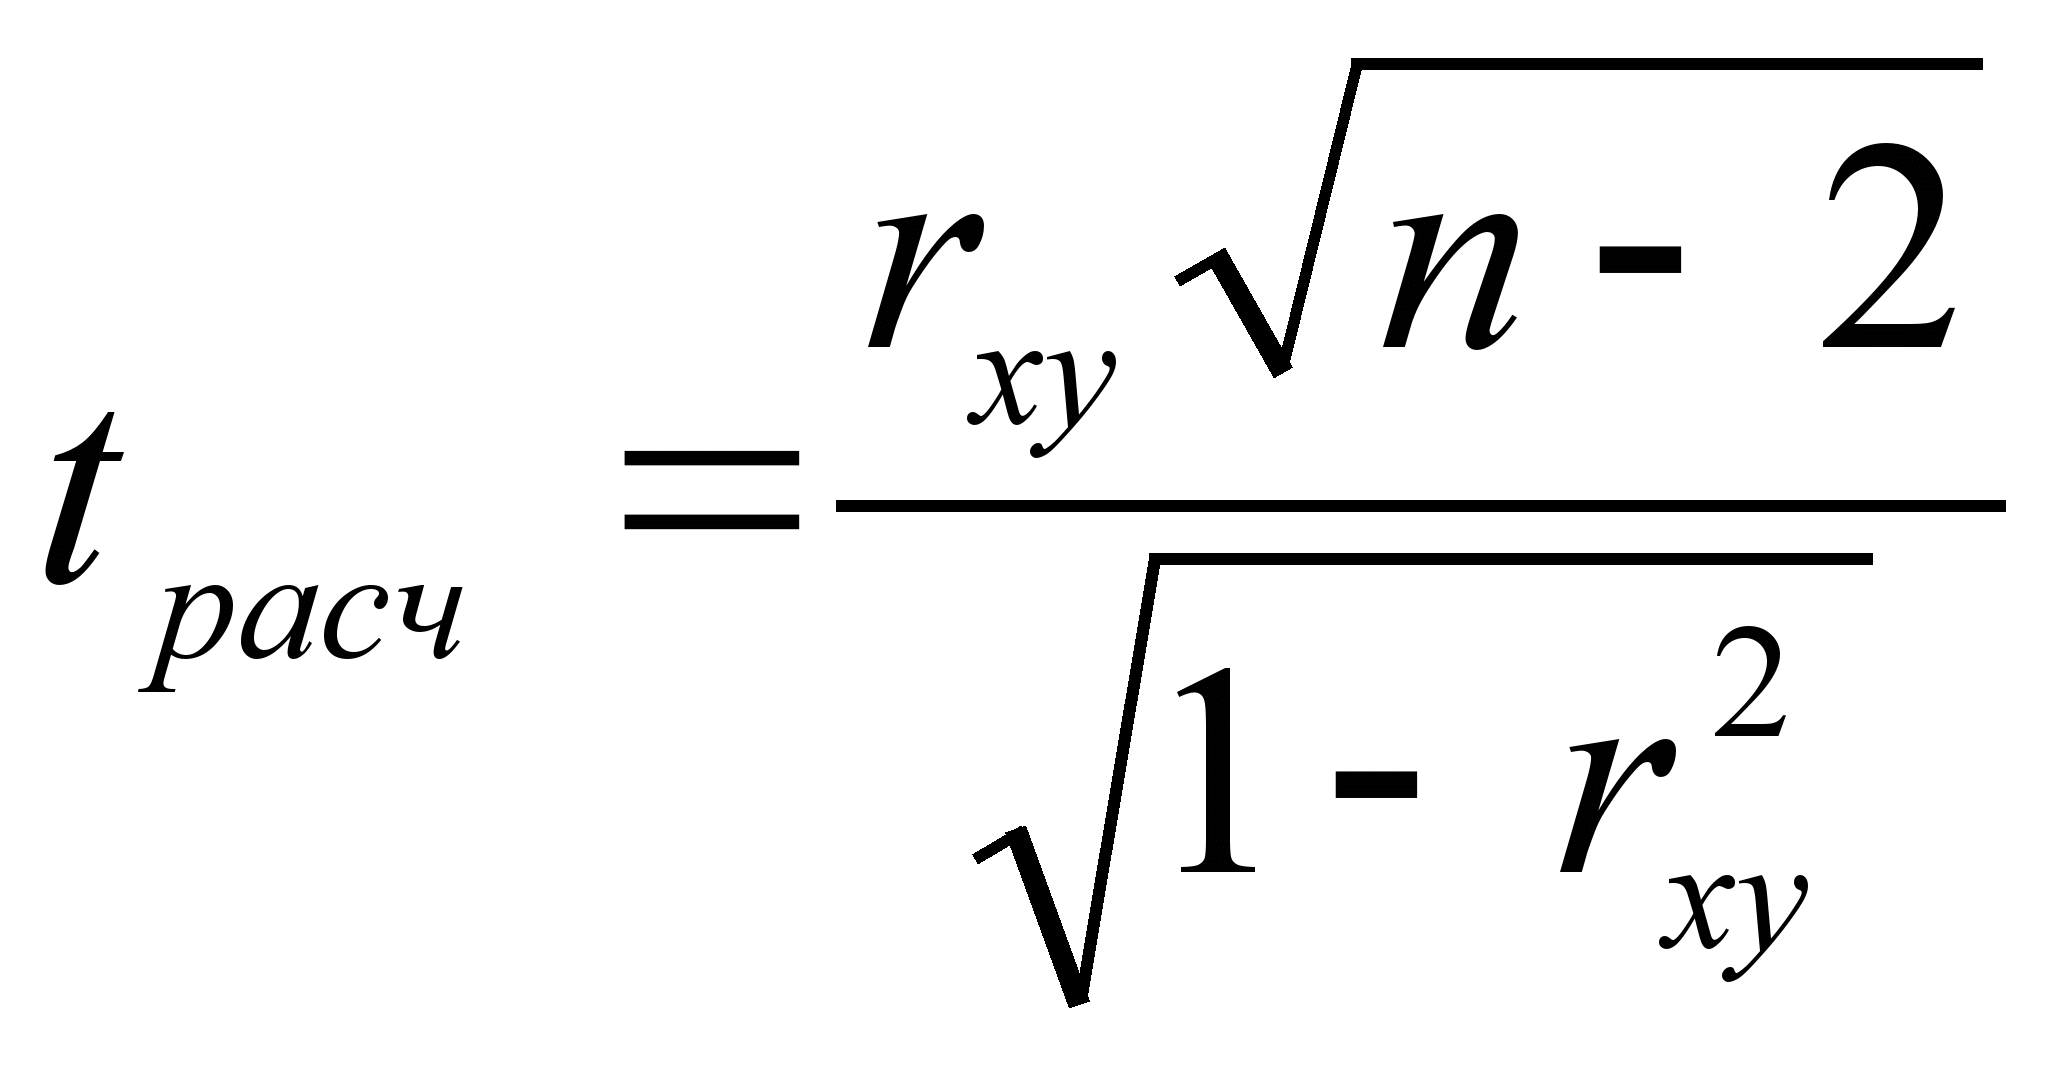 t_расч = r_xy √(n - 2) / √(1 - r_xy^2)